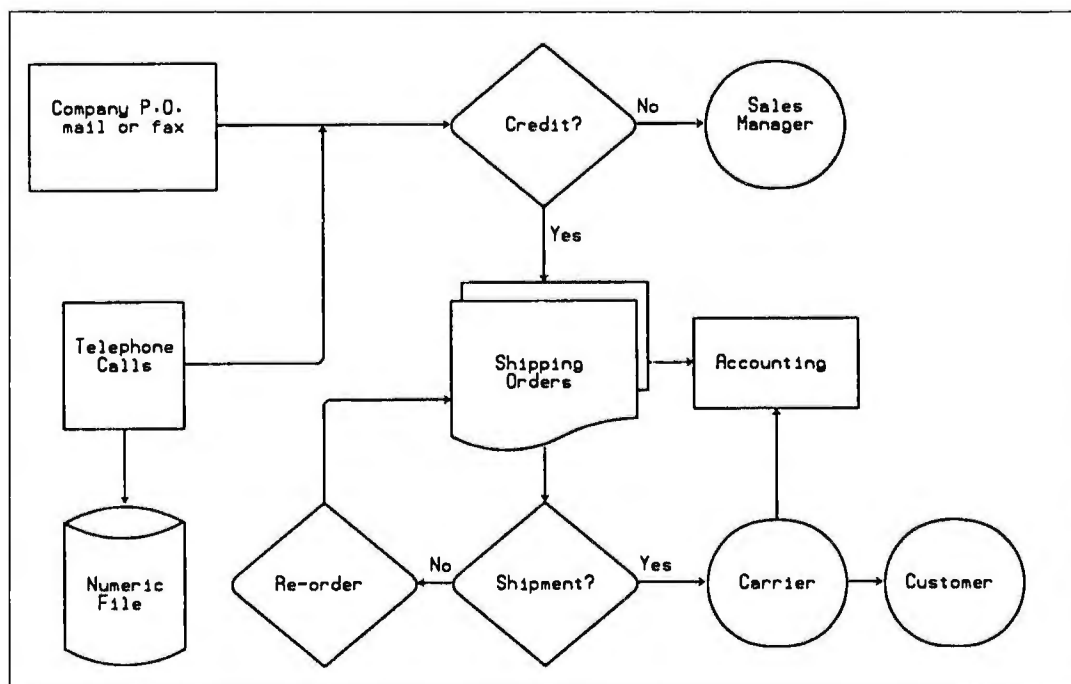 Company P.O.
mail or fax
Credit?
No
Sales
Manager
Yes
Telephone
Calls
Shipping
Orders
Accounting
Numeric
File
Re-order
No
Shipment?
Yes
Carrier
Customer